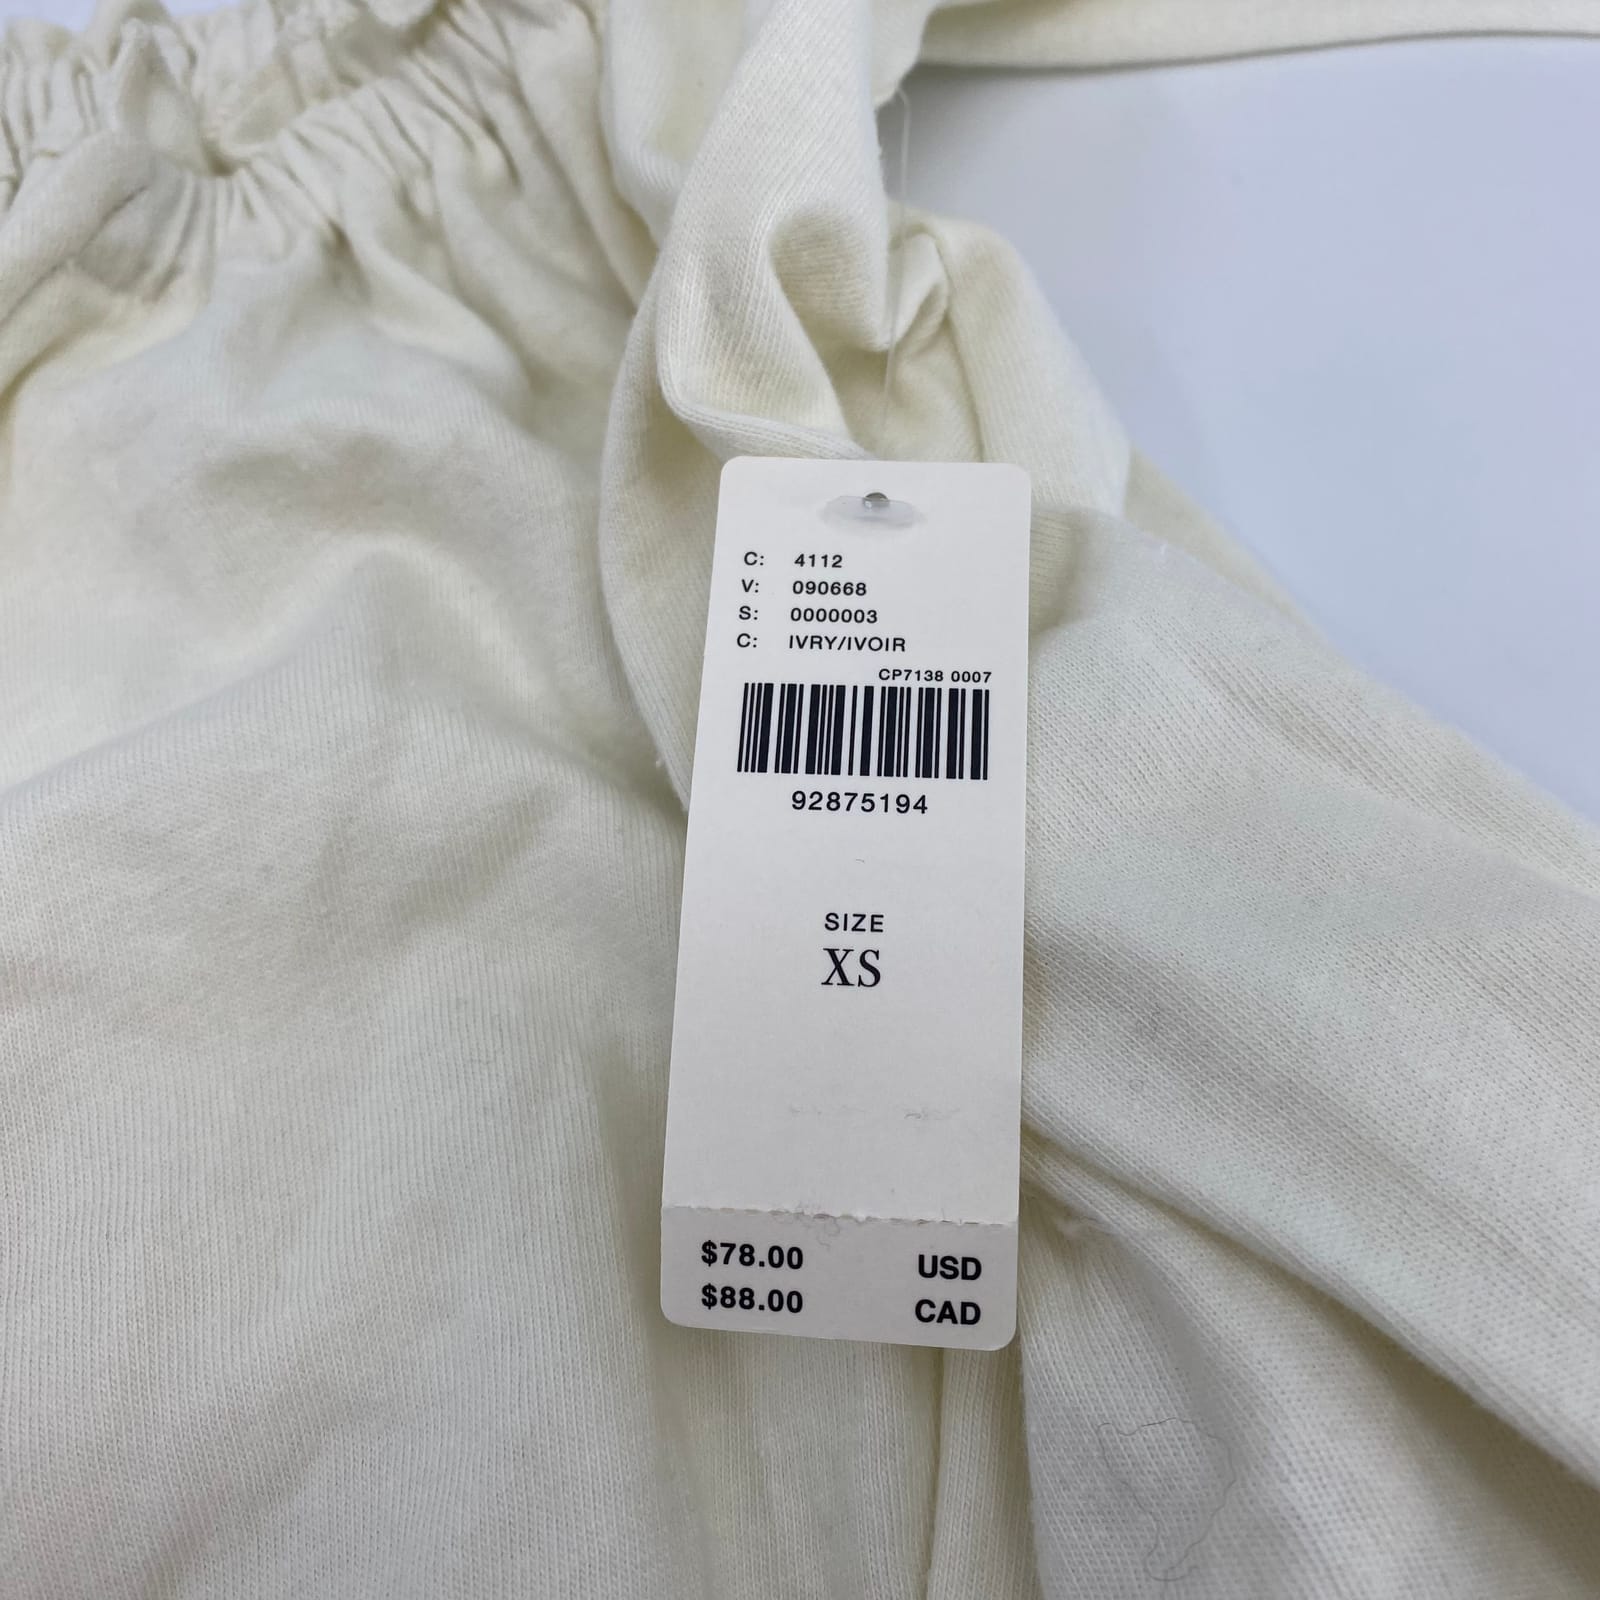 C: 4112
V: 090668
S: 0000003
C: IVRY/IVOIR
CP7138 0007
92875194
SIZE
XS
$78.00 USD
$88.00 CAD